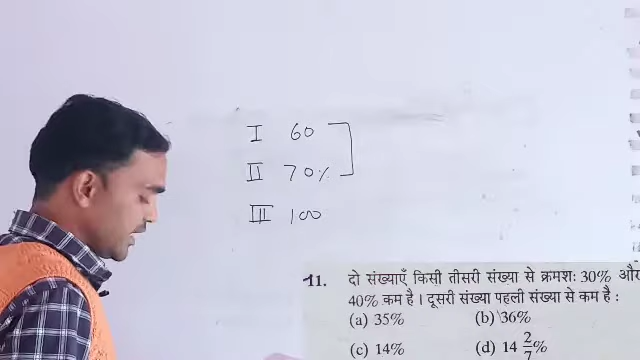 I 60
II 70%
III 100
11. दो संख्याएँ किसी तीसरी संख्या से क्रमश: 30% और
40% कम है। दूसरी संख्या पहली संख्या से कम है :
(a) 35% (b) 36%
(c) 14% (d) 14 2/7%